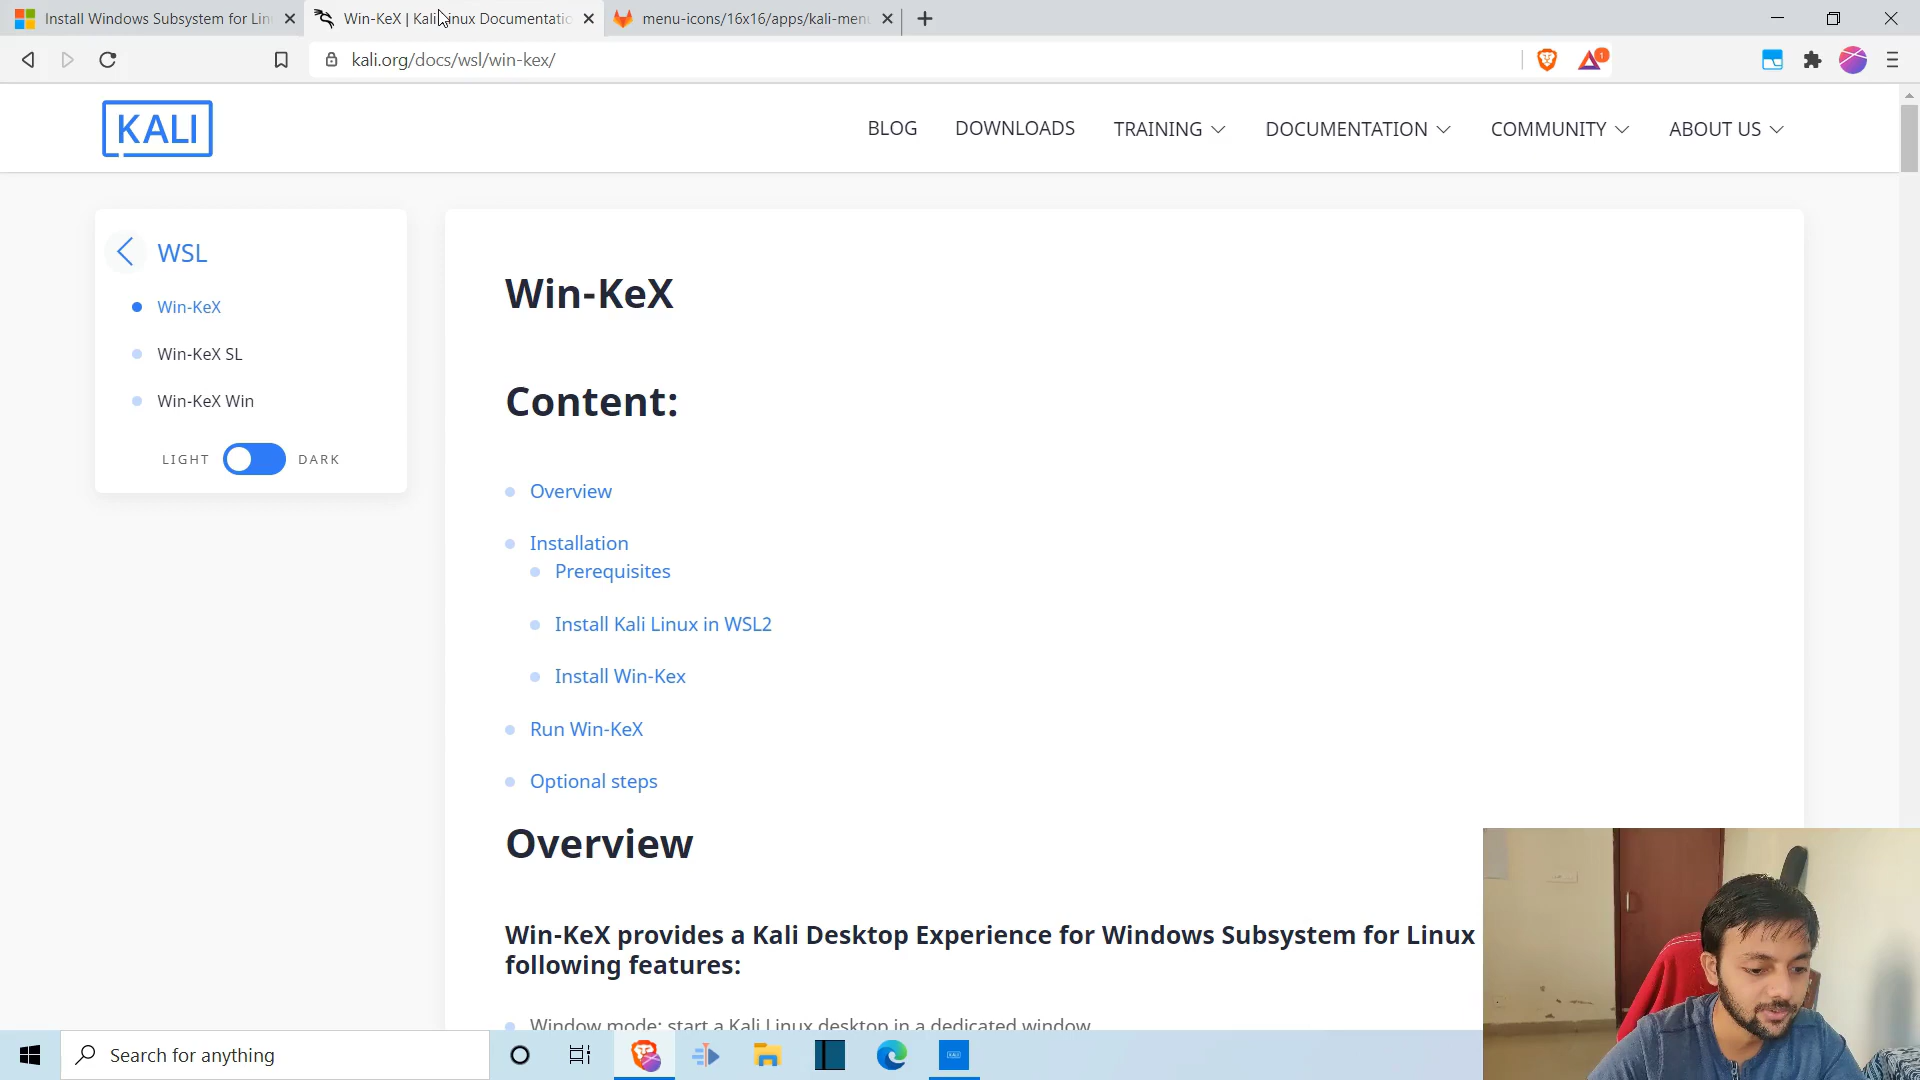 Install Windows Subsystem for Lin
Win-KeX | Kali Linux Documentatio
menu-icons/16x16/apps/kali-men
kali.org/docs/wsl/win-kex/
1
KALI
BLOG
DOWNLOADS
TRAINING
DOCUMENTATION
COMMUNITY
ABOUT US
WSL
Win-KeX
Win-KeX SL
Win-KeX Win
LIGHT
DARK
Win-KeX
Content:
Overview
Installation
Prerequisites
Install Kali Linux in WSL2
Install Win-Kex
Run Win-KeX
Optional steps
Overview
Win-KeX provides a Kali Desktop Experience for Windows Subsystem for Linux
following features:
Window mode: start a Kali Linux desktop in a dedicated window
Search for anything